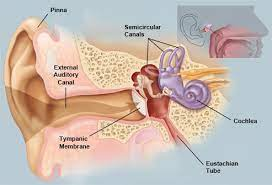 Pinna
Semicircular
Canals
External
Auditory
Canal
Tympanic
Membrane
Cochlea
Eustachian
Tube